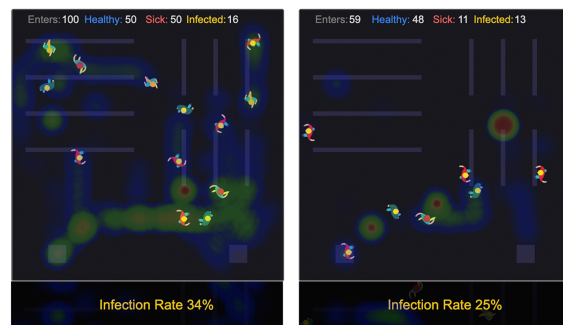 Enters:100 Healthy: 50 Sick: 50 Infected:16
Infection Rate 34%
Enters:59 Healthy: 48 Sick: 11 Infected:13
Infection Rate 25%